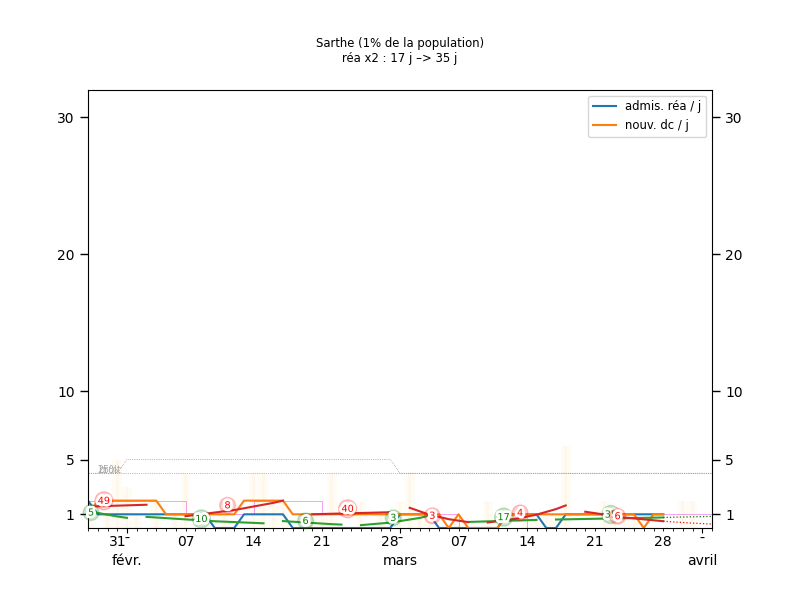 Sarthe (1% de la population)
réa x2 : 17 j –> 35 j
admis. réa / j
nouv. dc / j
30 30
20 20
10 10
5 5
1 1
49 8 40 3 4 6
5 10 6 3 17
31- 07 14 21 28- 07 14 21 28 -
févr. mars avril